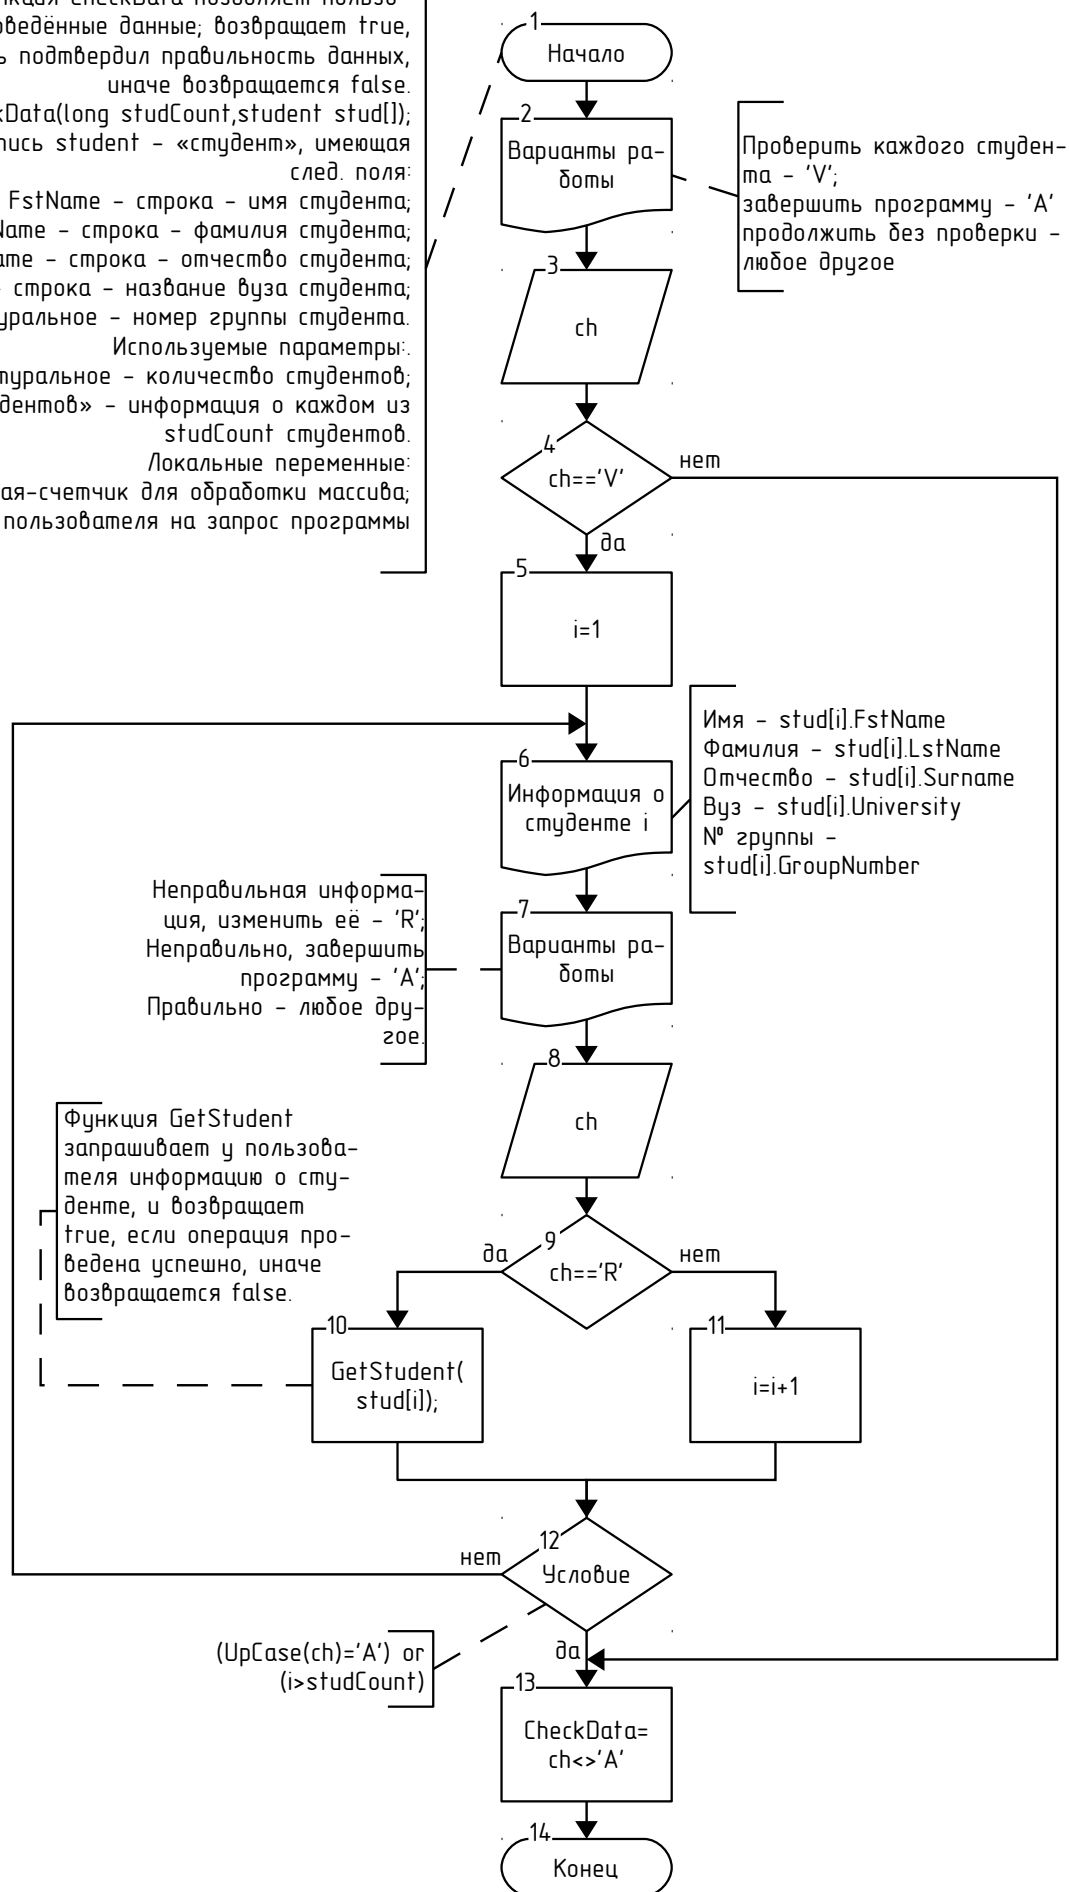 подтвердил правильность данных,
иначе возвращается false.
student – «студент», имеющая
след. поля:
FstName – строка – имя студента;
– строка – фамилия студента;
– строка – отчество студента;
строка – название вуза студента;
– номер группы студента.
Используемые параметры:.
– количество студентов;
– информация о каждом из
studCount студентов.
Локальные переменные:
для обработки массива;
пользователя на запрос программы
1
Начало
2
Варианты ра-
боты
Проверить каждого студен-
та – 'V';
завершить программу – 'A'
продолжить без проверки –
любое другое
3
ch
4
ch=='V'
нет
да
5
i=1
6
Информация о
студенте i
Имя – stud[i].FstName
Фамилия – stud[i].LstName
Отчество – stud[i].Surname
Вуз – stud[i].University
№ группы –
stud[i].GroupNumber
7
Варианты ра-
боты
Неправильная информа-
ция, изменить её – 'R';
Неправильно, завершить
программу – 'A';
Правильно – любое дру-
гое.
8
ch
Функция GetStudent
запрашивает у пользова-
теля информацию о сту-
денте, и возвращает
true, если операция про-
ведена успешно, иначе
возвращается false.
9
ch=='R'
да
нет
10
GetStudent(
stud[i]);
11
i=i+1
12
Условие
нет
да
(UpCase(ch)='A') or
(i>studCount)
13
CheckData=
ch<>'A'
14
Конец